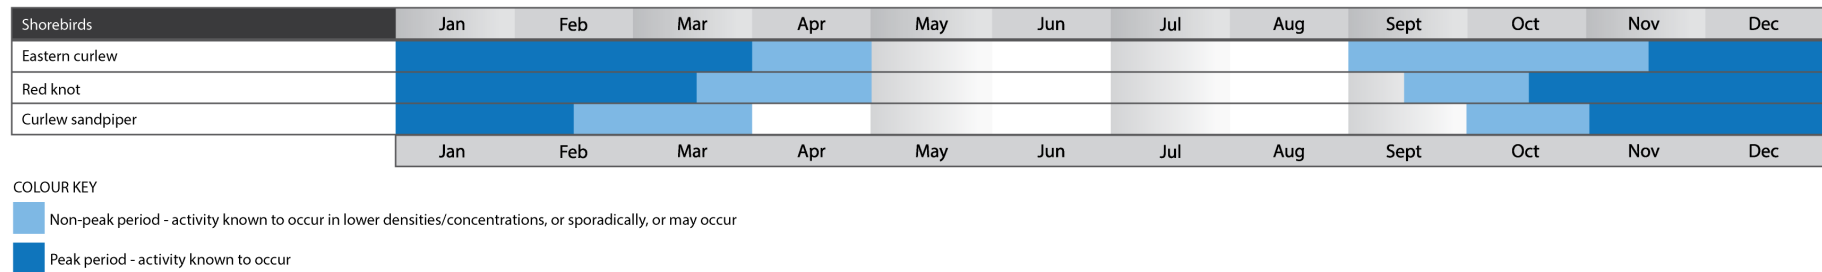 Shorebirds Jan Feb Mar Apr May Jun Jul Aug Sept Oct Nov Dec
Eastern curlew
Red knot
Curlew sandpiper
Jan Feb Mar Apr May Jun Jul Aug Sept Oct Nov Dec
COLOUR KEY
Non-peak period - activity known to occur in lower densities/concentrations, or sporadically, or may occur
Peak period - activity known to occur